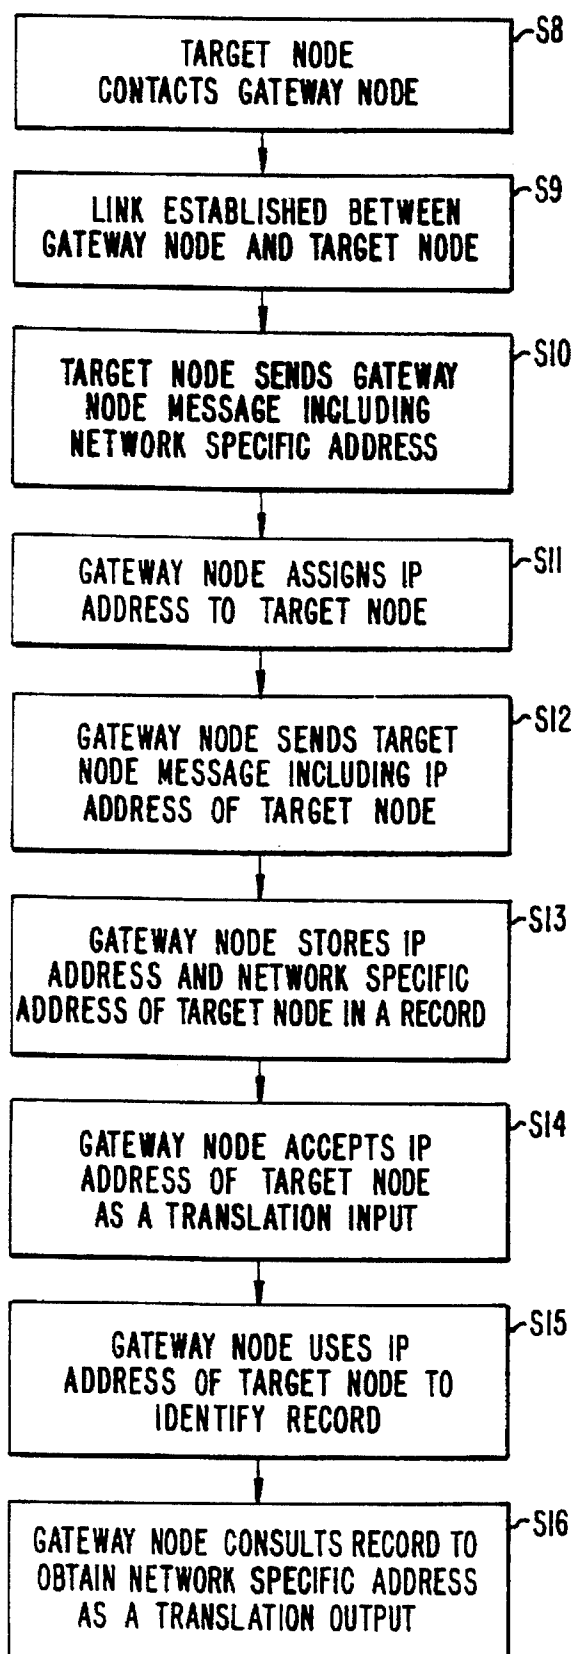 S8
TARGET NODE
CONTACTS GATEWAY NODE
S9
LINK ESTABLISHED BETWEEN
GATEWAY NODE AND TARGET NODE
S10
TARGET NODE SENDS GATEWAY
NODE MESSAGE INCLUDING
NETWORK SPECIFIC ADDRESS
S11
GATEWAY NODE ASSIGNS IP
ADDRESS TO TARGET NODE
S12
GATEWAY NODE SENDS TARGET
NODE MESSAGE INCLUDING IP
ADDRESS OF TARGET NODE
S13
GATEWAY NODE STORES IP
ADDRESS AND NETWORK SPECIFIC
ADDRESS OF TARGET NODE IN A RECORD
S14
GATEWAY NODE ACCEPTS IP
ADDRESS OF TARGET NODE
AS A TRANSLATION INPUT
S15
GATEWAY NODE USES IP
ADDRESS OF TARGET NODE TO
IDENTIFY RECORD
S16
GATEWAY NODE CONSULTS RECORD TO
OBTAIN NETWORK SPECIFIC ADDRESS
AS A TRANSLATION OUTPUT